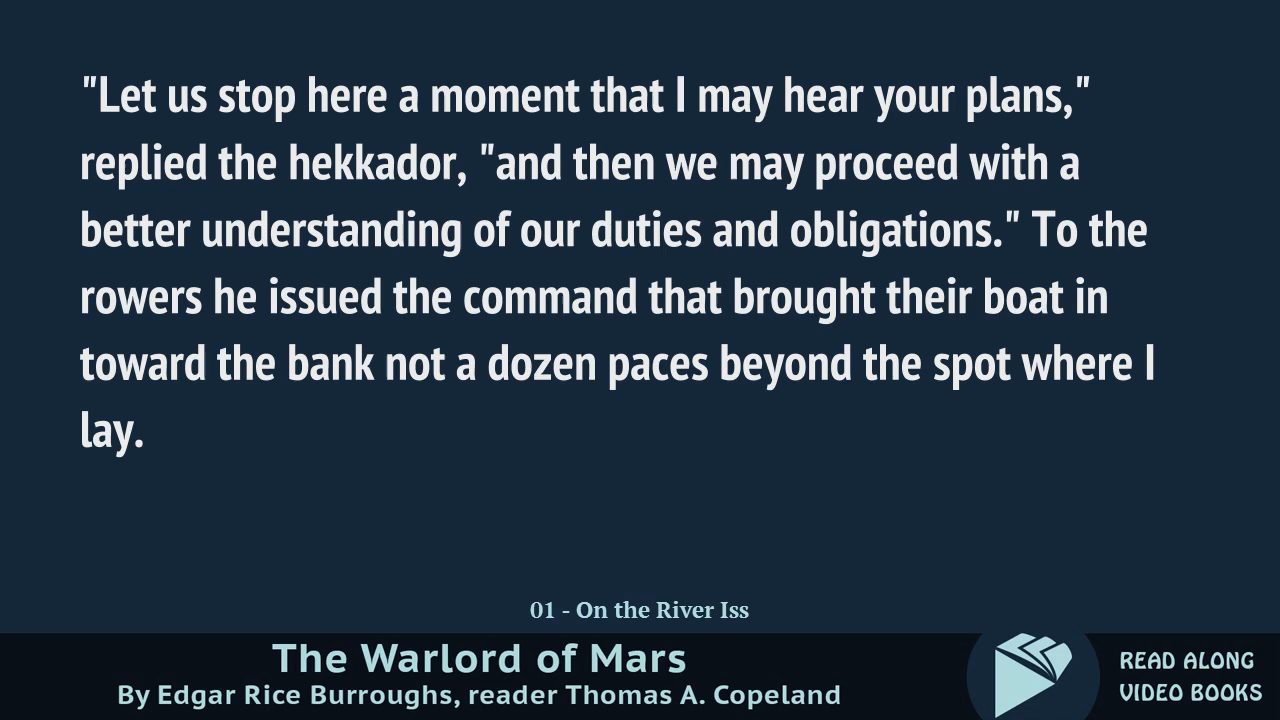 "Let us stop here a moment that I may hear your plans,"
replied the hekkador, "and then we may proceed with a
better understanding of our duties and obligations." To the
rowers he issued the command that brought their boat in
toward the bank not a dozen paces beyond the spot where I
lay.
01 - On the River Iss
The Warlord of Mars
By Edgar Rice Burroughs, reader Thomas A. Copeland
READ ALONG
VIDEO BOOKS